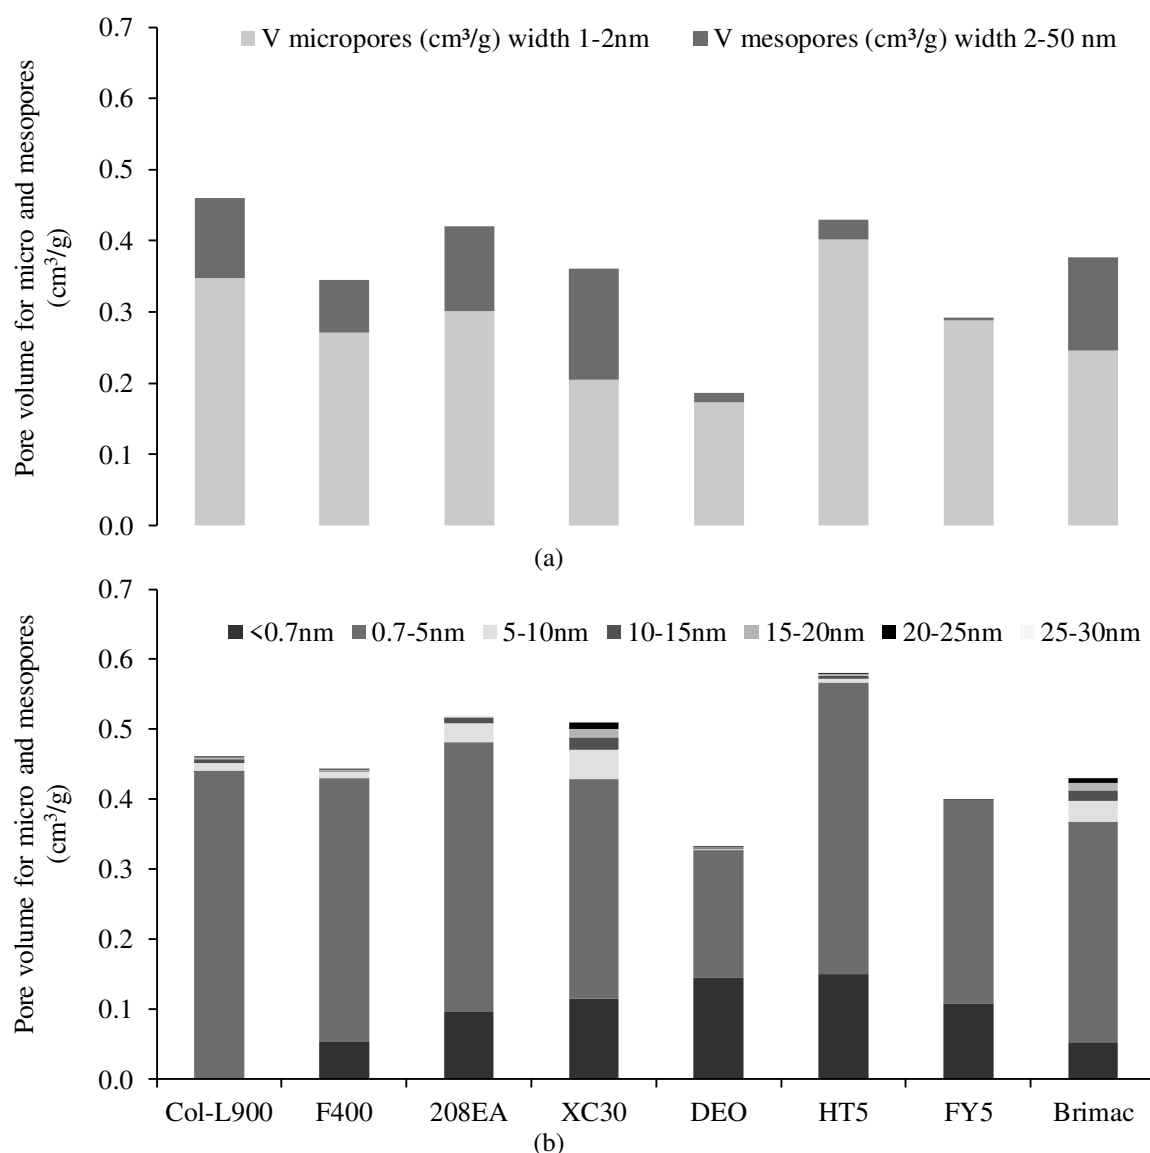 0.7
V micropores (cm³/g) width 1-2nm
V mesopores (cm³/g) width 2-50 nm
0.6
0.5
0.4
0.3
0.2
0.1
0.0
Pore volume for micro and mesopores
(cm³/g)
(a)
0.7
<0.7nm
0.7-5nm
5-10nm
10-15nm
15-20nm
20-25nm
25-30nm
0.6
0.5
0.4
0.3
0.2
0.1
0.0
Pore volume for micro and mesopores
(cm³/g)
Col-L900
F400
208EA
XC30
DEO
HT5
FY5
Brimac
(b)